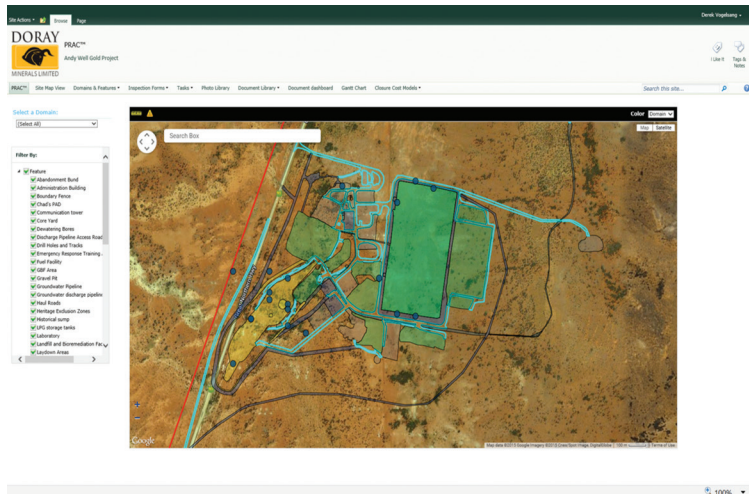 Derek Vogelsang
Site Actions
Browse
Page
DORAY
MINERALS LIMITED
PRAC™
Andy Well Gold Project
I Like It
Tags & Notes
PRAC™ Site Map View Domains & Features Inspection Forms Tasks Photo Library Document Library Document dashboard Gantt Chart Closure Cost Models
Search this site...
Select a Domain:
(Select All)
Color Domain
Search Box
Map Satellite
Filter By:
Feature
Abandonment Bund
Administration Building
Boundary Fence
Chad's PAD
Communication tower
Core Yard
Dewatering Bores
Discharge Pipeline Access Road
Drill Holes and Tracks
Emergency Response Training..
Fuel Facility
GBF Area
Gravel Pit
Groundwater Pipeline
Groundwater discharge pipeline
Haul Roads
Heritage Exclusion Zones
Historical sump
LPG storage tanks
Laboratory
Landfill and Bioremediation Fac
Laydown Areas
Google
Terms of Use
100%